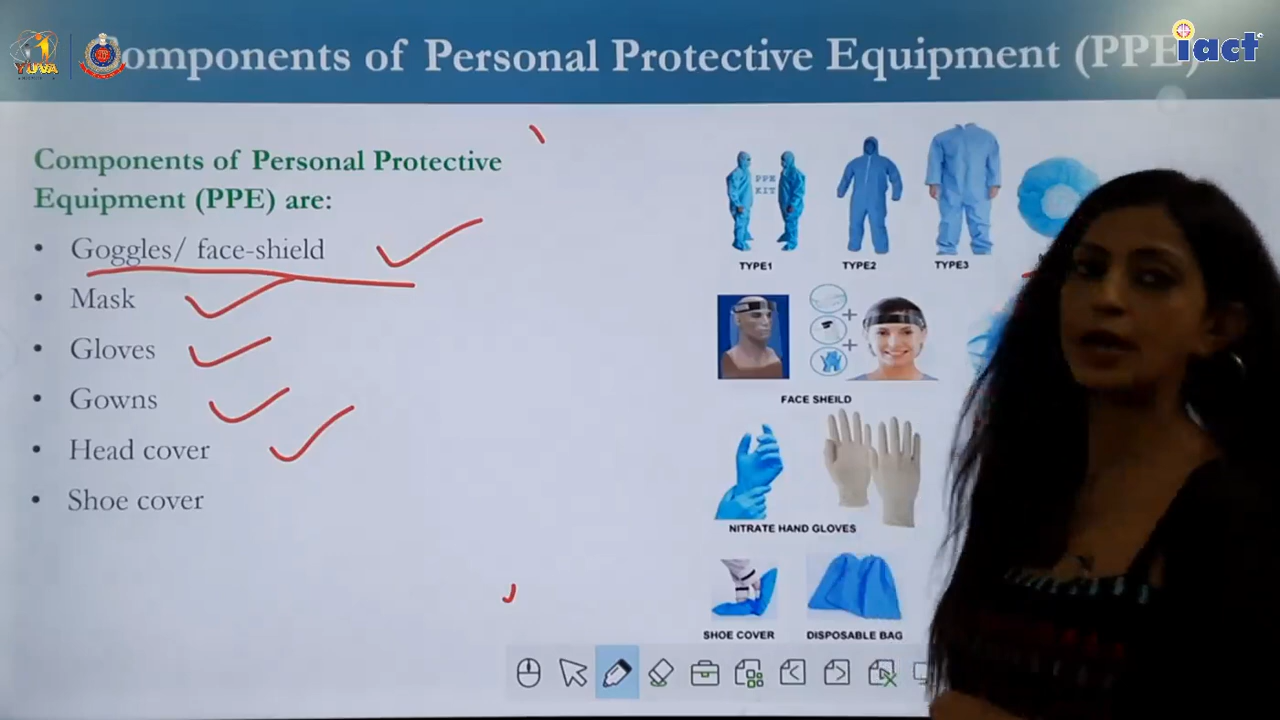 Components of Personal Protective Equipment (PPE)
YUVA
iact
Components of Personal Protective
Equipment (PPE) are:
• Goggles/ face-shield
• Mask
• Gloves
• Gowns
• Head cover
• Shoe cover
PPE
KIT
TYPE1
TYPE2
TYPE3
FACE SHEILD
NITRATE HAND GLOVES
SHOE COVER
DISPOSABLE BAG